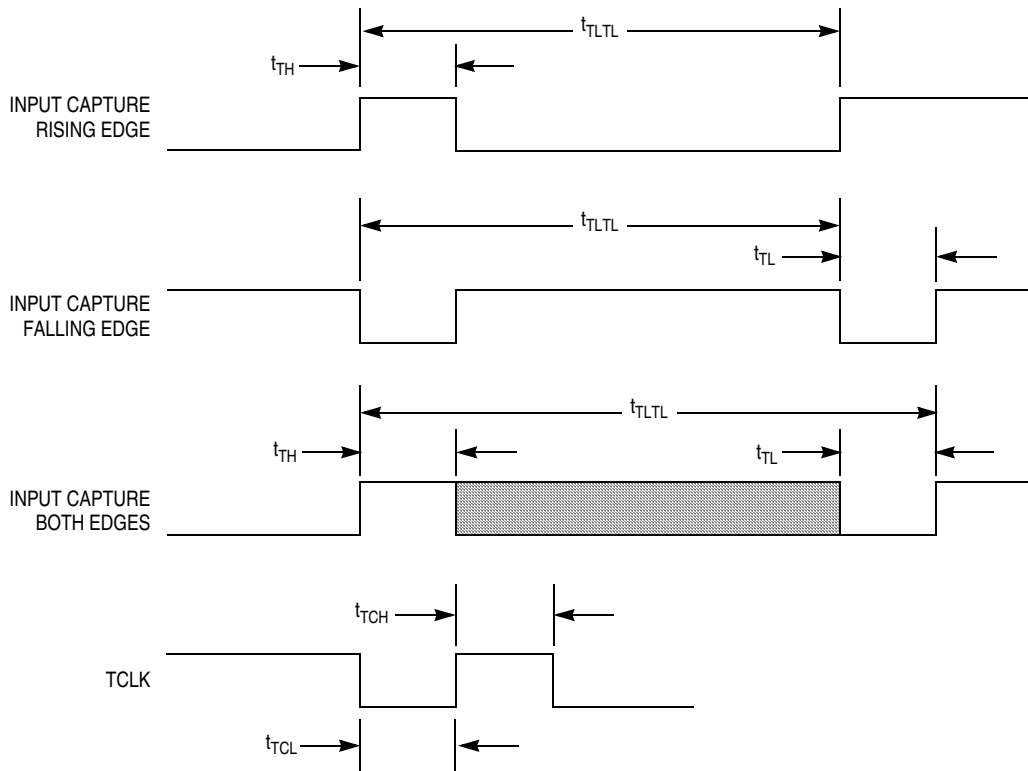 tTLTL
tTH
INPUT CAPTURE
RISING EDGE
tTLTL
tTL
INPUT CAPTURE
FALLING EDGE
tTLTL
tTH
tTL
INPUT CAPTURE
BOTH EDGES
tTCH
TCLK
tTCL